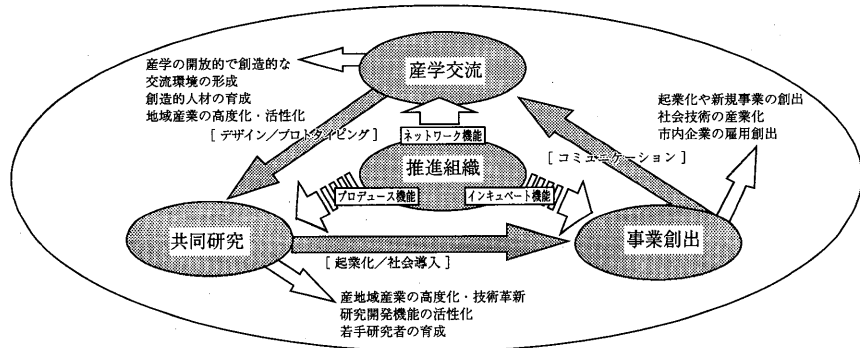 産学交流
産学の開放的で創造的な
交流環境の形成
創造的人材の育成
地域産業の高度化・活性化
[ デザイン／プロトタイピング ]
起業化や新規事業の創出
社会技術の産業化
市内企業の雇用創出
ネットワーク機能
[ コミュニケーション ]
推進組織
プロデュース機能
インキュベート機能
共同研究
事業創出
[ 起業化／社会導入 ]
産地域産業の高度化・技術革新
研究開発機能の活性化
若手研究者の育成